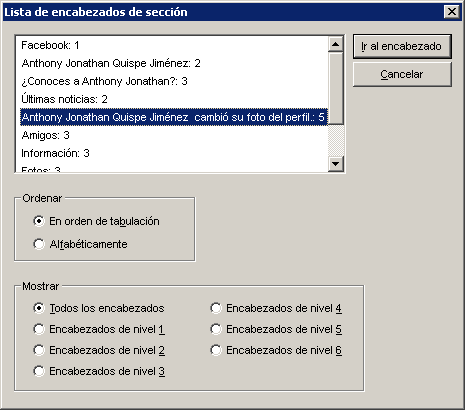 Lista de encabezados de sección
Facebook: 1
Anthony Jonathan Quispe Jiménez: 2
¿Conoces a Anthony Jonathan?: 3
Últimas noticias: 2
Anthony Jonathan Quispe Jiménez  cambió su foto del perfil.: 5
Amigos: 3
Información: 3
Fotos: 3
Ir al encabezado
Cancelar
Ordenar
En orden de tabulación
Alfabéticamente
Mostrar
Todos los encabezados
Encabezados de nivel 1
Encabezados de nivel 2
Encabezados de nivel 3
Encabezados de nivel 4
Encabezados de nivel 5
Encabezados de nivel 6